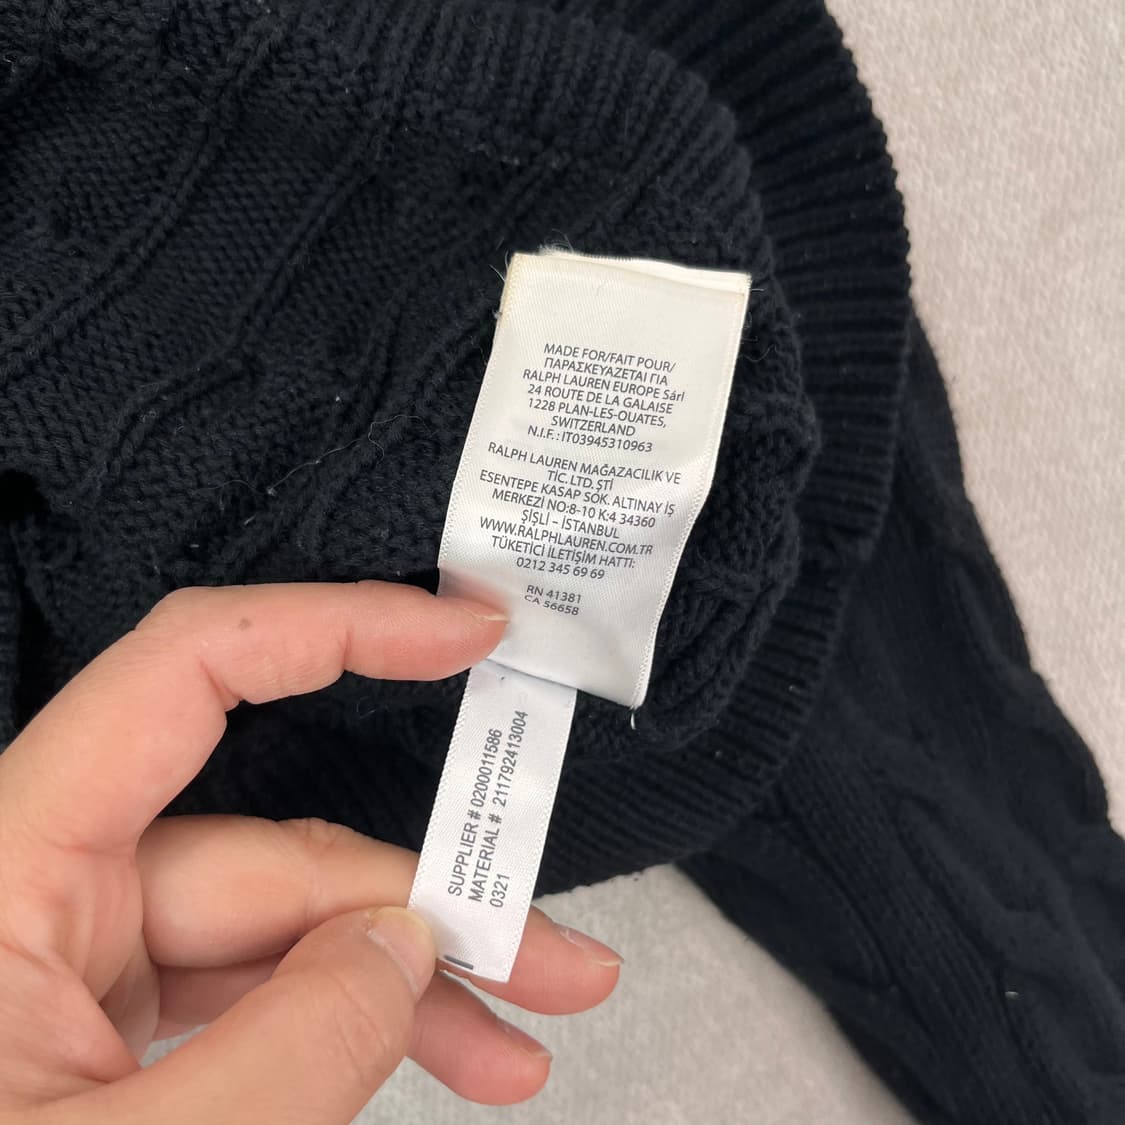 MADE FOR/FAIT POUR/
ΠΑΡΑΣΚΕΥΑΖΕΤΑΙ ΓΙΑ
RALPH LAUREN EUROPE Sárl
24 ROUTE DE LA GALAISE
1228 PLAN-LES-OUATES,
SWITZERLAND
N.I.F.: IT03945310963
RALPH LAUREN MAĞAZACILIK VE
TİC. LTD. ŞTİ
ESENTEPE KASAP SOK. ALTINAY İŞ
MERKEZİ NO:8-10 K:4 34360
ŞİŞLİ – İSTANBUL
WWW.RALPHLAUREN.COM.TR
TÜKETİCİ İLETİŞİM HATTI:
0212 345 69 69
RN 41381
CA 56658
SUPPLIER # 0200011586
MATERIAL # 211792413004
0321